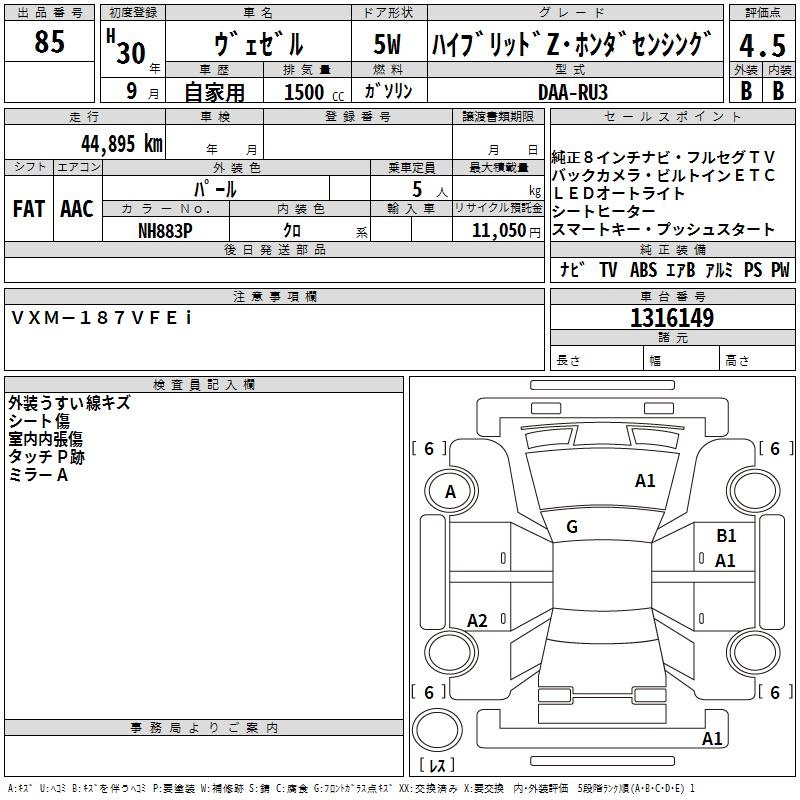 出品番号
85
初度登録
H
30
年
9 月
車名
ヴェゼル
ドア形状
5W
グレード
ハイブリッドZ・ホンダセンシング
評価点
4.5
車歴
自家用
排気量
1500 CC
燃料
ガソリン
型式
DAA-RU3
外装 内装
B B
走行
44,895 km
車検
年 月
登録番号
譲渡書類期限
月 日
シフト エアコン
FAT AAC
外装色
パール
乗車定員
5 人
最大積載量
kg
カラーNo.
NH883P
内装色
クロ 系
輸入車
リサイクル預託金
11,050 円
後日発送部品
セールスポイント
純正8インチナビ・フルセグTV
バックカメラ・ビルトインETC
LEDオートライト
シートヒーター
スマートキー・プッシュスタート
純正装備
ナビ TV ABS エアB アルミ PS PW
注意事項欄
VXM-187VFEi
車台番号
1316149
諸元
長さ 幅 高さ
検査員記入欄
外装うすい線キズ
シート傷
室内内張傷
タッチP跡
ミラーA
事務局よりご案内
[ 6 ] [ 6 ]
A
A1
G
B1
A1
A2
[ 6 ] [ 6 ]
A1
[ レス ]
A:キズ U:ヘコミ B:キズを伴うヘコミ P:要塗装 W:補修跡 S:錆 C:腐食 G:フロントガラス点キズ XX:交換済み X:要交換 内・外装評価 5段階ランク順(A・B・C・D・E) 1